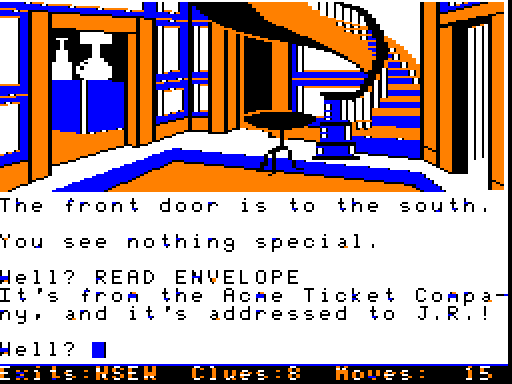 The front door is to the south.
You see nothing special.
Well? READ ENVELOPE
It's from the Acme Ticket Compa-
ny, and it's addressed to J.R.!
Well?
Exits:NSEW Clues:8 Moves: 15